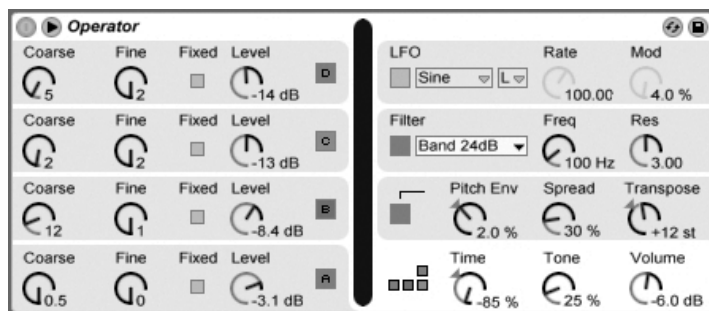 Operator
Coarse Fine Fixed Level
5 2 -14 dB D
Coarse Fine Fixed Level
2 2 -13 dB C
Coarse Fine Fixed Level
12 1 -8.4 dB B
Coarse Fine Fixed Level
0.5 0 -3.1 dB A
LFO Rate Mod
Sine L 100.00 4.0 %
Filter Freq Res
Band 24dB 100 Hz 3.00
Pitch Env Spread Transpose
2.0 % 30 % +12 st
Time Tone Volume
-85 % 25 % -6.0 dB